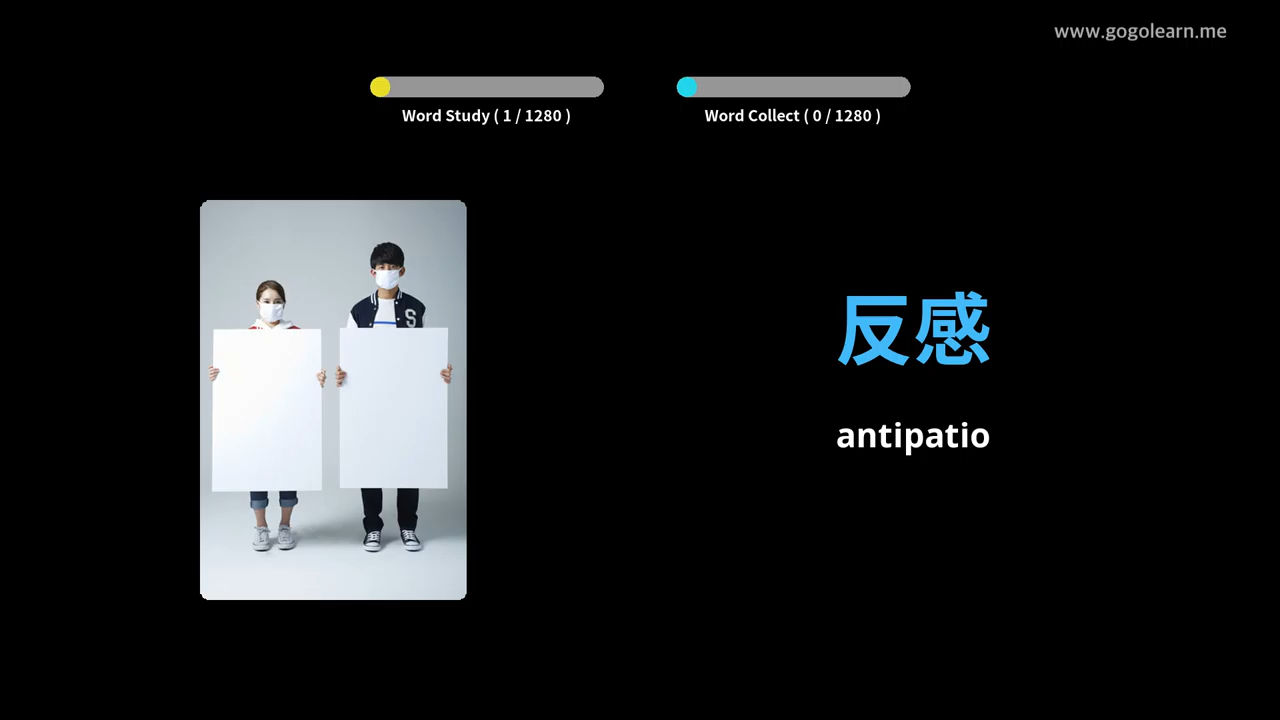 www.gogolearn.me
Word Study ( 1 / 1280 )
Word Collect ( 0 / 1280 )
S
反感
antipatio